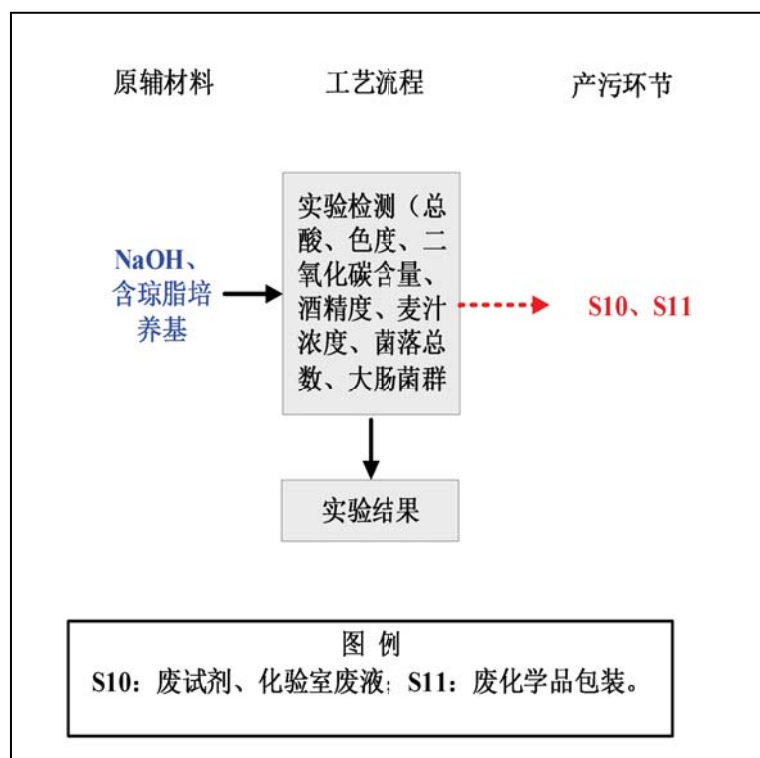 原辅材料 工艺流程 产污环节
NaOH、
含琼脂培
养基
实验检测（总
酸、色度、二
氧化碳含量、
酒精度、麦汁
浓度、菌落总
数、大肠菌群
S10、S11
实验结果
图 例
S10：废试剂、化验室废液；S11：废化学品包装。